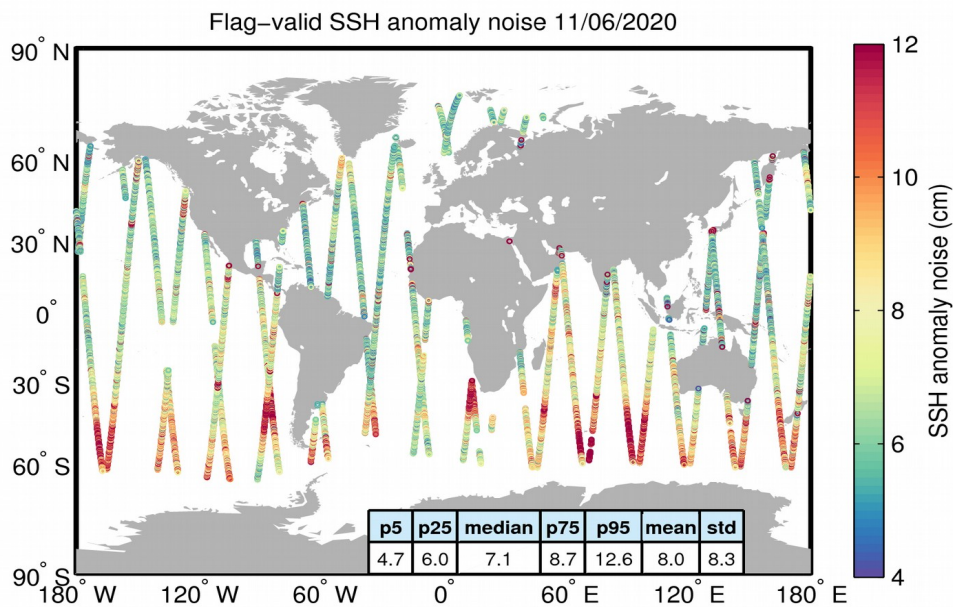 Flag−valid SSH anomaly noise 11/06/2020
90° N
60° N
30° N
0°
30° S
60° S
90° S
180° W
120° W
60° W
0°
60° E
120° E
180° E
p5 p25 median p75 p95 mean std
4.7 6.0 7.1 8.7 12.6 8.0 8.3
12
10
8
6
4
SSH anomaly noise (cm)